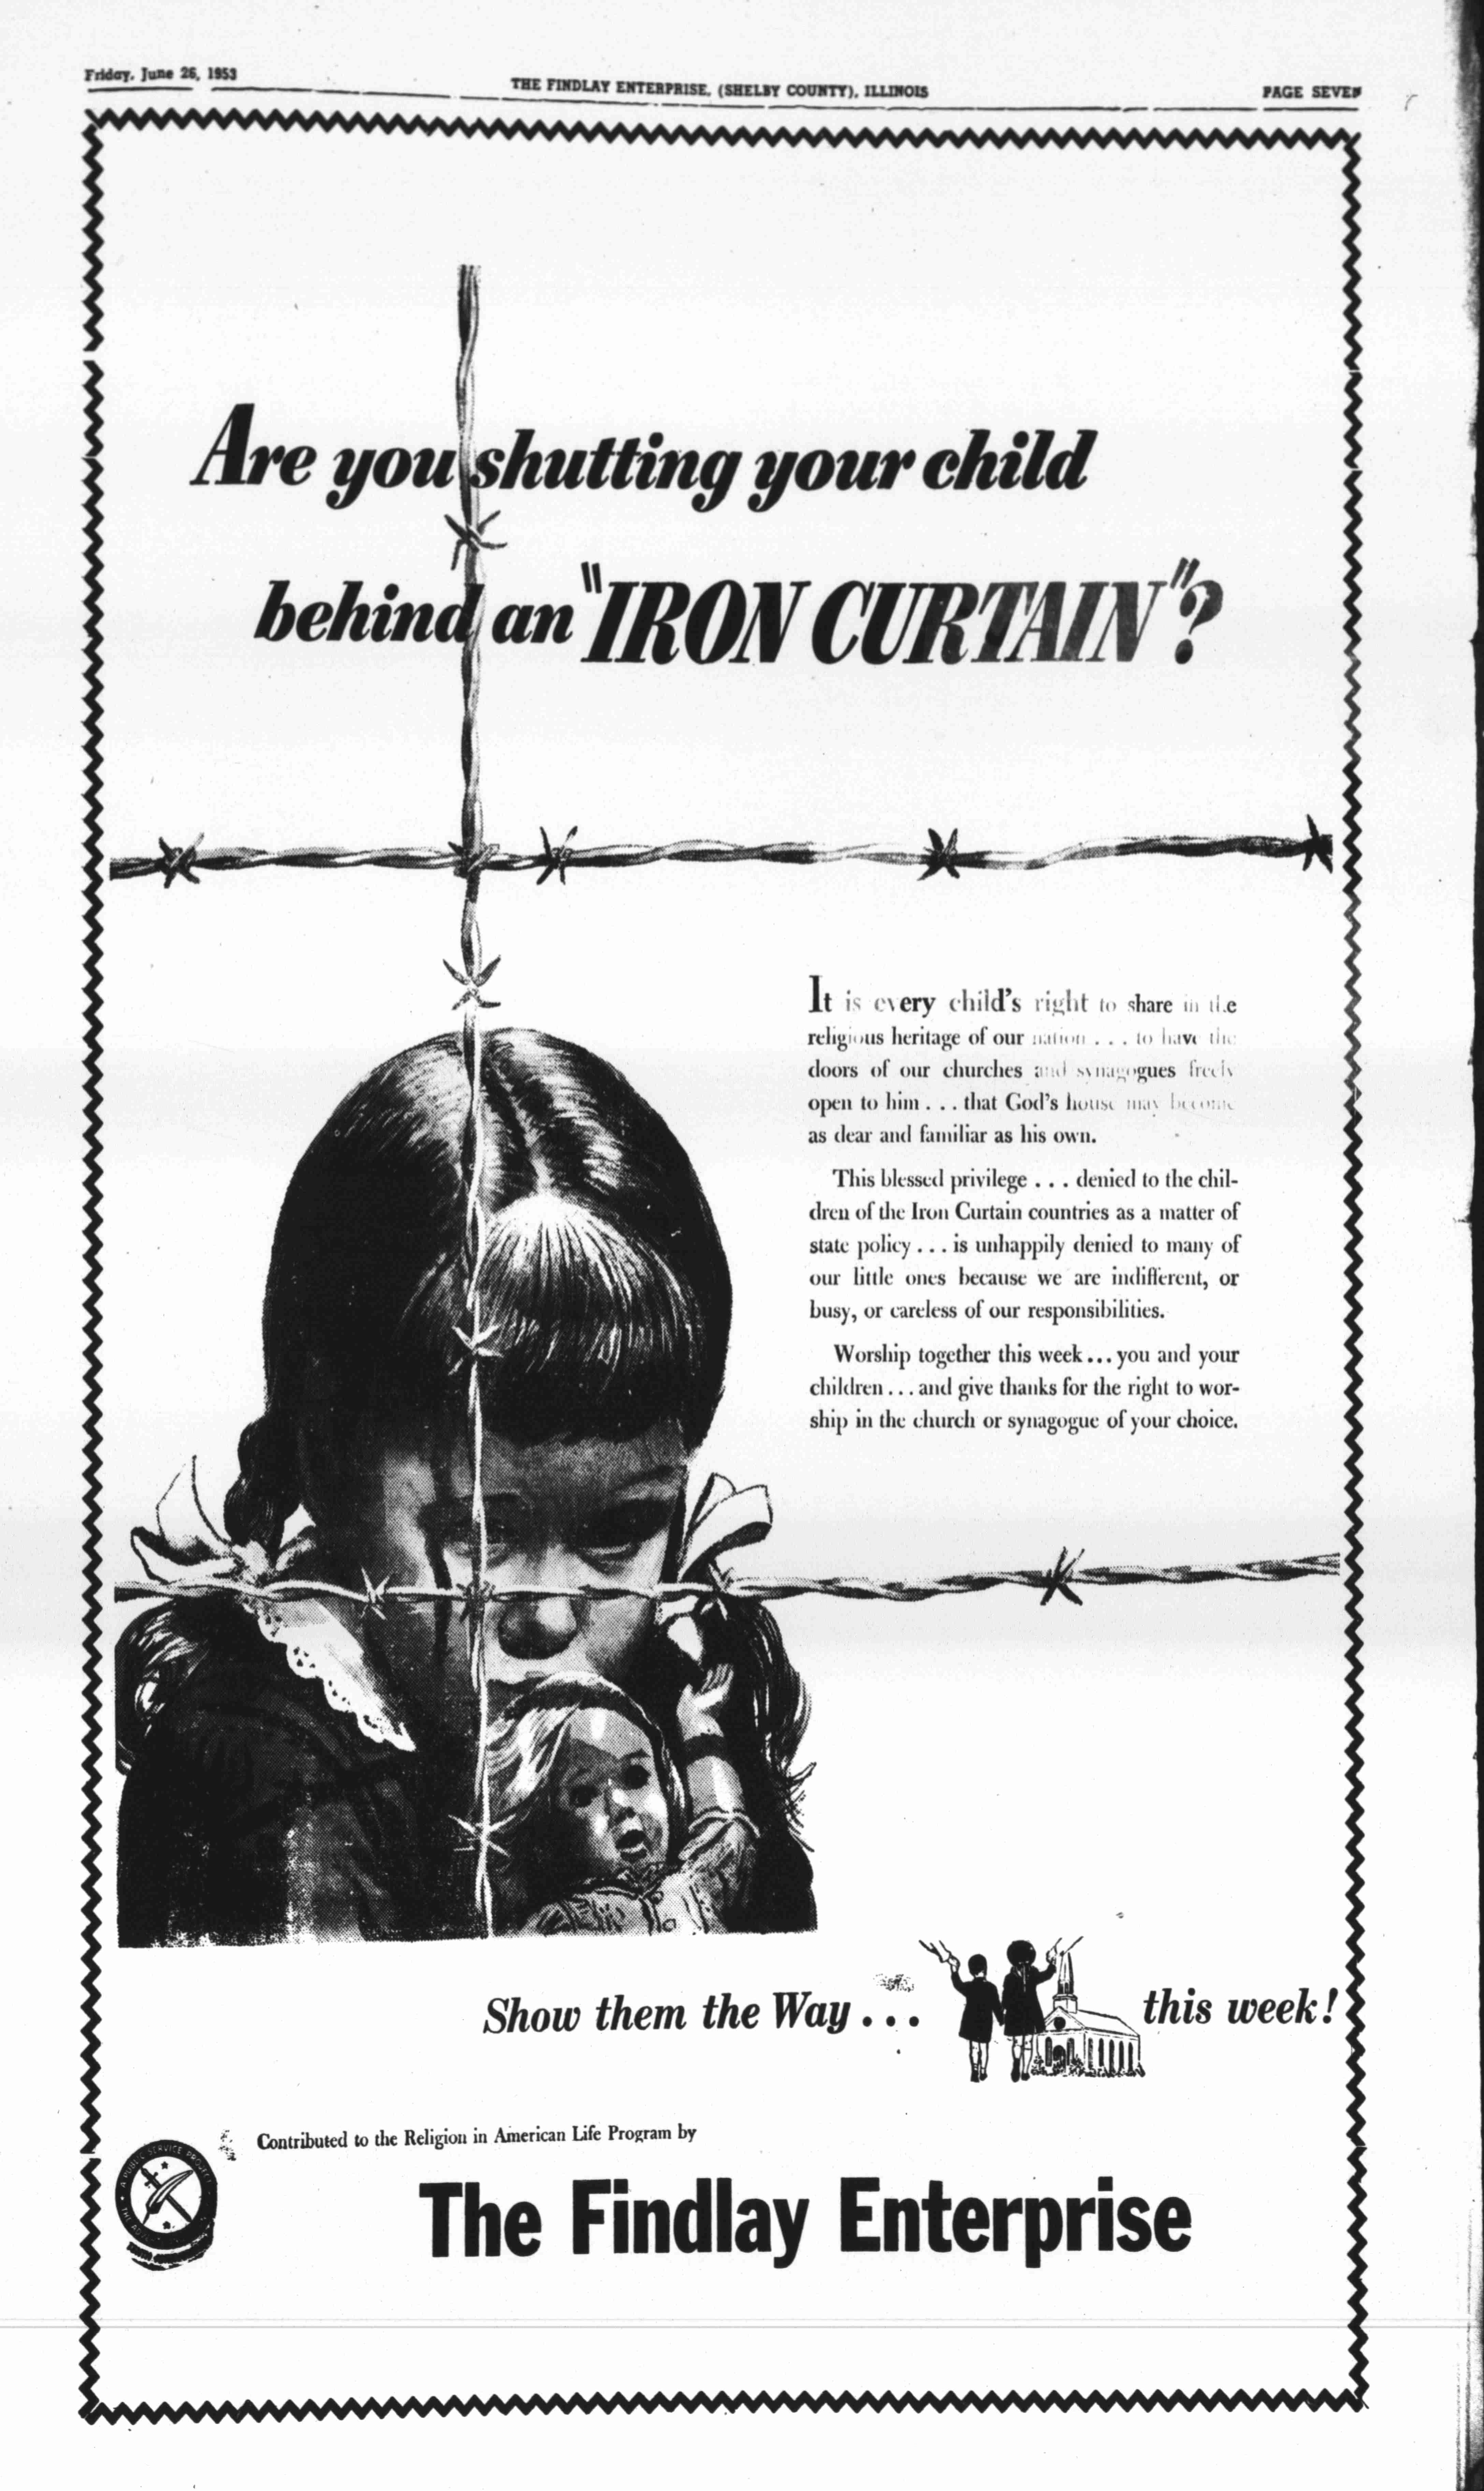 Friday, June 26, 1953
THE FINDLAY ENTERPRISE, (SHELBY COUNTY), ILLINOIS
PAGE SEVEN
Are you shutting your child
behind an "IRON CURTAIN"?
It is every child's right to share in the
religious heritage of our nation . . . to have the
doors of our churches and synagogues freely
open to him . . . that God's house may become
as dear and familiar as his own.
This blessed privilege . . . denied to the chil-
dren of the Iron Curtain countries as a matter of
state policy . . . is unhappily denied to many of
our little ones because we are indifferent, or
busy, or careless of our responsibilities.
Worship together this week . . . you and your
children . . . and give thanks for the right to wor-
ship in the church or synagogue of your choice.
Show them the Way . . . this week!
Contributed to the Religion in American Life Program by
A PUBLIC SERVICE PROJECT
The Findlay Enterprise